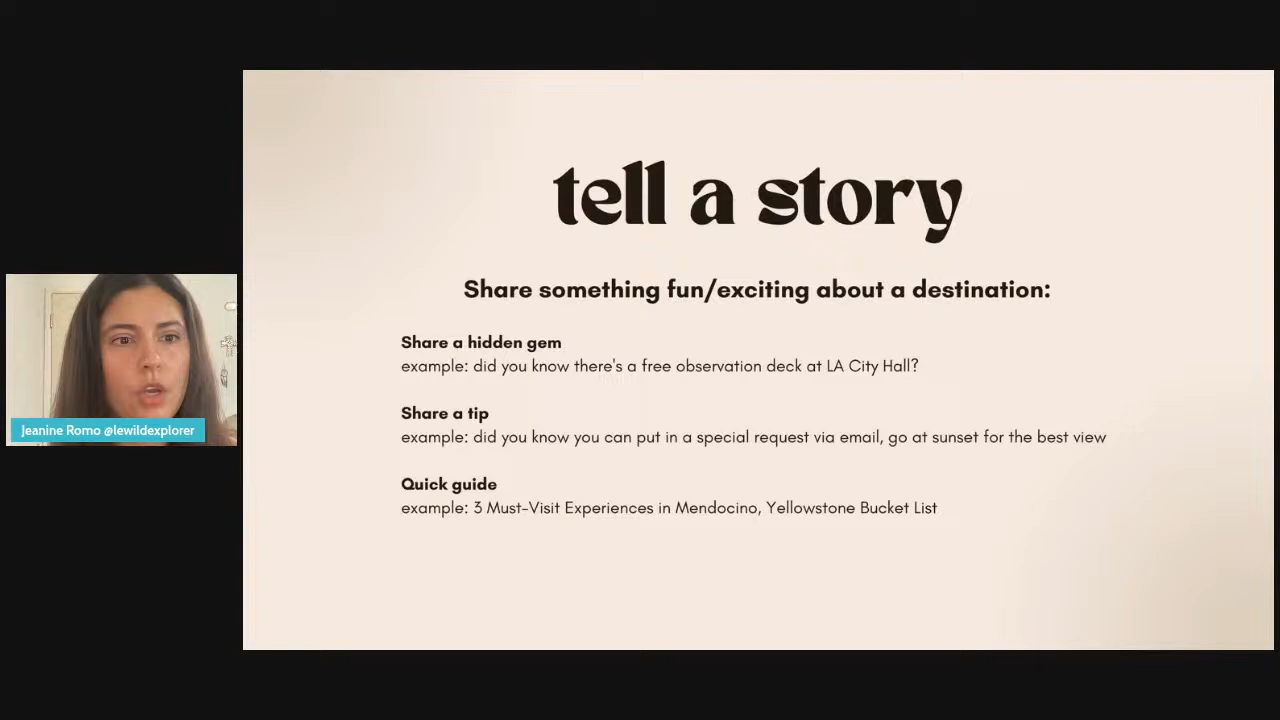 tell a story
Share something fun/exciting about a destination:
Share a hidden gem
example: did you know there's a free observation deck at LA City Hall?
Share a tip
example: did you know you can put in a special request via email, go at sunset for the best view
Quick guide
example: 3 Must-Visit Experiences in Mendocino, Yellowstone Bucket List
Jeanine Romo @lewildexplorer